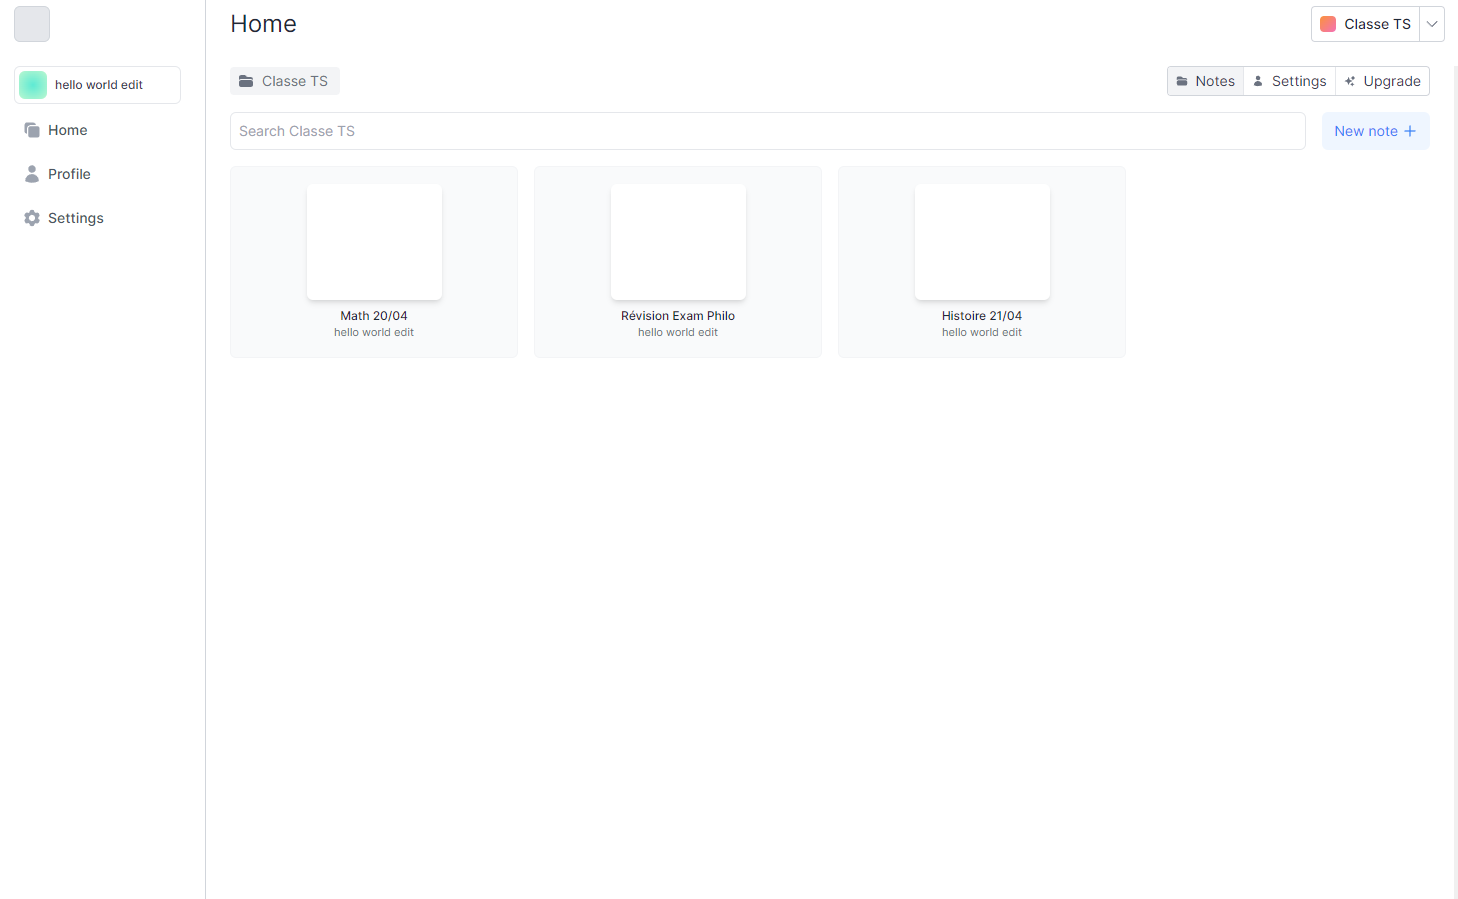 Home
Classe TS
hello world edit
Home
Profile
Settings
Classe TS
Notes
Settings
Upgrade
Search Classe TS
New note +
Math 20/04
hello world edit
Révision Exam Philo
hello world edit
Histoire 21/04
hello world edit